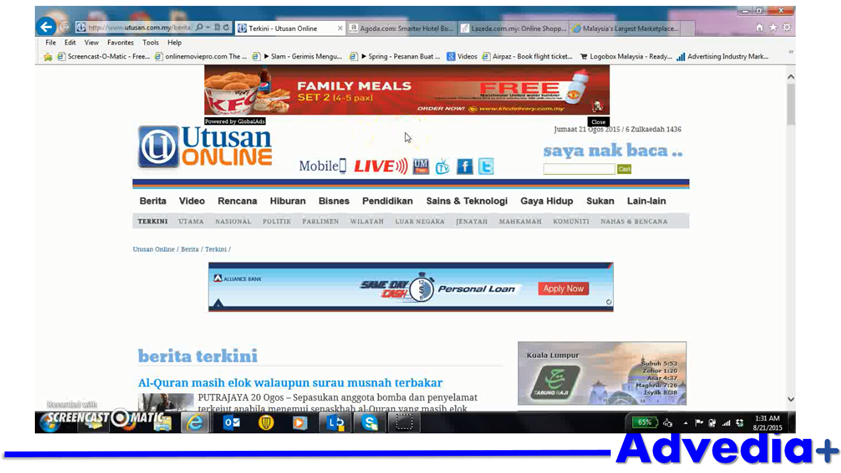 http://www.utusan.com.my/berita
Terkini - Utusan Online
Agoda.com: Smarter Hotel Bo...
Lazada.com.my: Online Shopp...
Malaysia's Largest Marketplace...
File Edit View Favorites Tools Help
Screencast-O-Matic - Free...
onlinemoviepro.com The ...
Slam - Gerimis Mengu...
Spring - Pesanan Buat ...
Videos
Airpaz - Book flight ticket...
Logobox Malaysia - Ready...
Advertising Industry Mark...
KFC
FAMILY MEALS
SET 2 (4-5 pax)
FREE
ORDER NOW! www.kfcdelivery.com.my
Powered by GlobalAds
Close
Jumaat 21 Ogos 2015 / 6 Zulkaedah 1436
Utusan
ONLINE
saya nak baca ..
Cari
Mobile LIVE UM TV f t
Berita Video Rencana Hiburan Bisnes Pendidikan Sains & Teknologi Gaya Hidup Sukan Lain-lain
TERKINI UTAMA NASIONAL POLITIK PARLIMEN WILAYAH LUAR NEGARA JENAYAH MAHKAMAH KOMUNITI NAHAS & BENCANA
Utusan Online / Berita / Terkini /
ALLIANCE BANK
SAME DAY
CASH
Personal Loan
Apply Now
berita terkini
Al-Quran masih elok walaupun surau musnah terbakar
PUTRAJAYA 20 Ogos – Sepasukan anggota bomba dan penyelamat
terkejut apabila menemui senaskhah al-Quran yang masih elok
Kuala Lumpur
TABUNG HAJI
Subuh 5:53
Zohor 1:20
Asar 4:37
Maghrib 7:26
Isyak 8:38
Recorded with
SCREENCAST-O-MATIC
65%
1:31 AM
8/21/2015
Advedia+